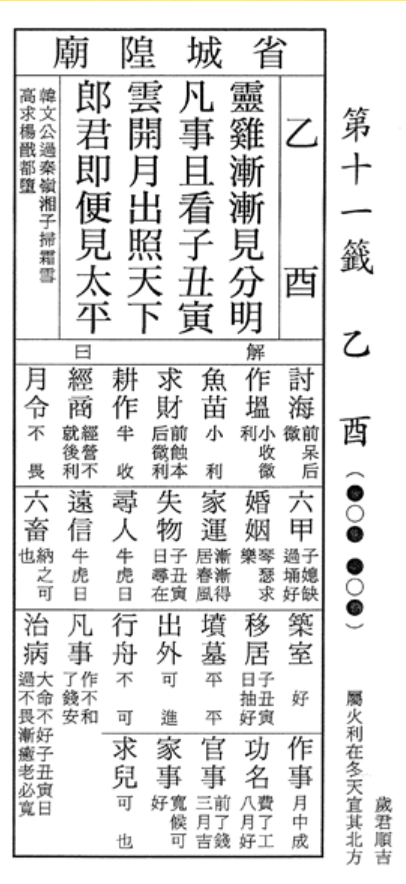 第十一籤 乙 酉 (●○● ●○●)
屬火利在冬天宜其北方
歲君順吉
省城隍廟
乙 酉
靈雞漸漸見分明
凡事且看子丑寅
雲開月出照天下
郎君即便見太平
韓文公過秦嶺湘子掃霜雪
高求楊戩都墮
解 曰
討海 前呆后微
作塭 小收微利
魚苗 小利
求財 前蝕本后微利
耕作 半收
經商 經營不就後利
月令 不畏
六甲 子媳缺過埇好
婚姻 琴瑟求樂
家運 漸漸得居春風
失物 子丑寅日尋在
尋人 牛虎日
遠信 牛虎日
六畜 納之可也
築室 好
移居 子丑寅日抽好
墳墓 平平
出外 可進
行舟 不可
凡事 作不和了錢安
治病 大命不好子丑寅日過不畏漸癒老必寬
作事 月中成
功名 費了工八月好
官事 前了錢三月吉
家事 寬候可好
求兒 可也